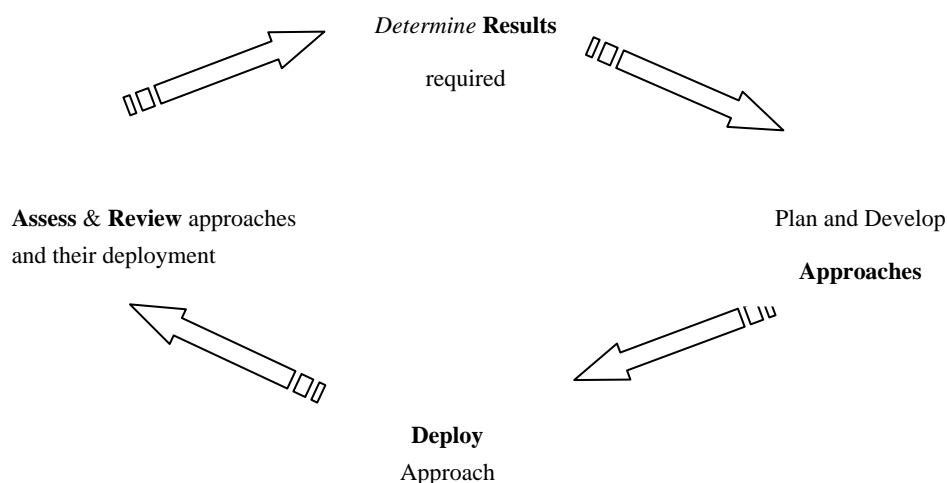 Determine Results
required
Plan and Develop
Approaches
Deploy
Approach
Assess & Review approaches
and their deployment